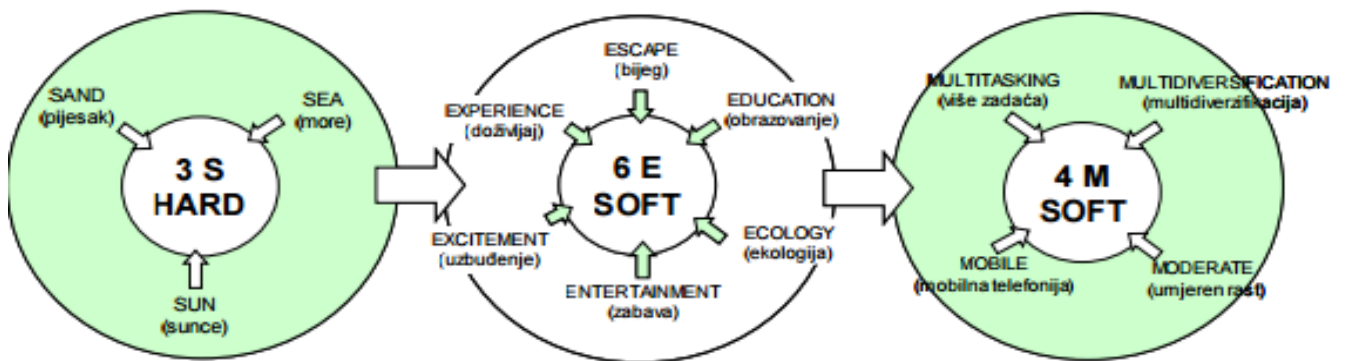 SAND
(pijesak)
SEA
(more)
3 S
HARD
SUN
(sunce)
ESCAPE
(bijeg)
EXPERIENCE
(doživljaj)
EDUCATION
(obrazovanje)
6 E
SOFT
EXCITEMENT
(uzbuđenje)
ECOLOGY
(ekologija)
ENTERTAINMENT
(zabava)
MULTITASKING
(više zadaća)
MULTIDIVERSIFICATION
(multidiverzifikacija)
4 M
SOFT
MOBILE
(mobilna telefonija)
MODERATE
(umjeren rast)